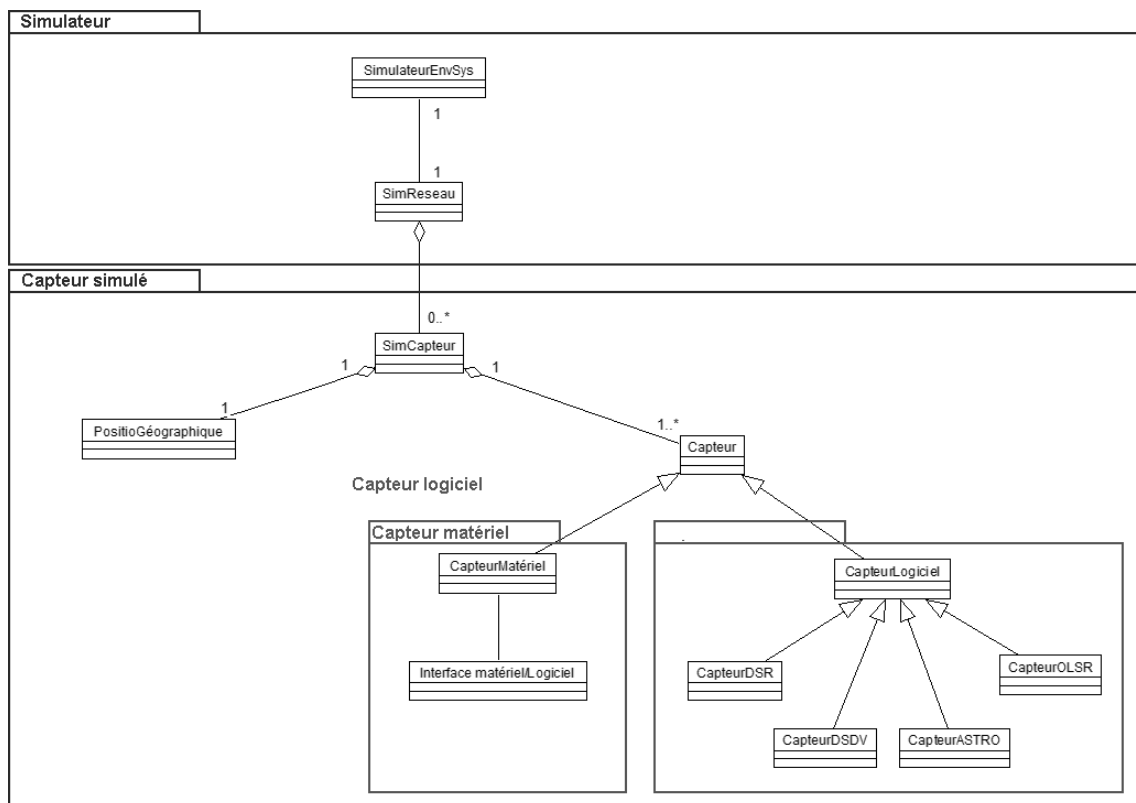 Simulateur
SimulateurEnvSys
1
1
SimReseau
Capteur simulé
0..*
SimCapteur
1
1
1
PositioGéographique
1..*
Capteur
Capteur logiciel
Capteur matériel
.
CapteurMatériel
CapteurLogiciel
Interface matériel/Logiciel
CapteurDSR
CapteurOLSR
CapteurDSDV
CapteurASTRO